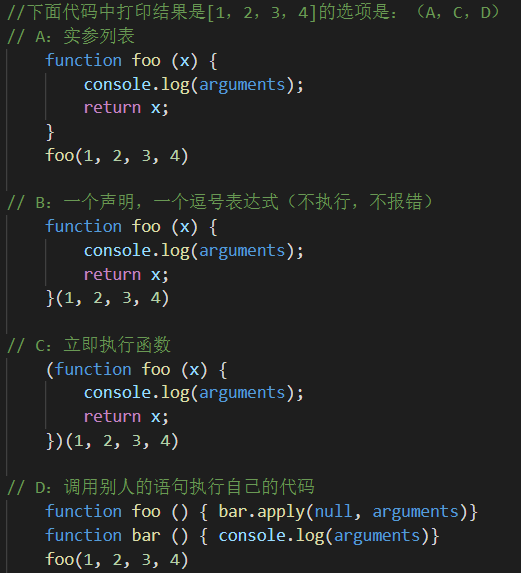 //下面代码中打印结果是[1，2，3，4]的选项是：（A，C，D）
// A：实参列表
function foo (x) {
console.log(arguments);
return x;
}
foo(1, 2, 3, 4)
// B：一个声明，一个逗号表达式（不执行，不报错）
function foo (x) {
console.log(arguments);
return x;
}(1, 2, 3, 4)
// C：立即执行函数
(function foo (x) {
console.log(arguments);
return x;
})(1, 2, 3, 4)
// D：调用别人的语句执行自己的代码
function foo () { bar.apply(null, arguments)}
function bar () { console.log(arguments)}
foo(1, 2, 3, 4)